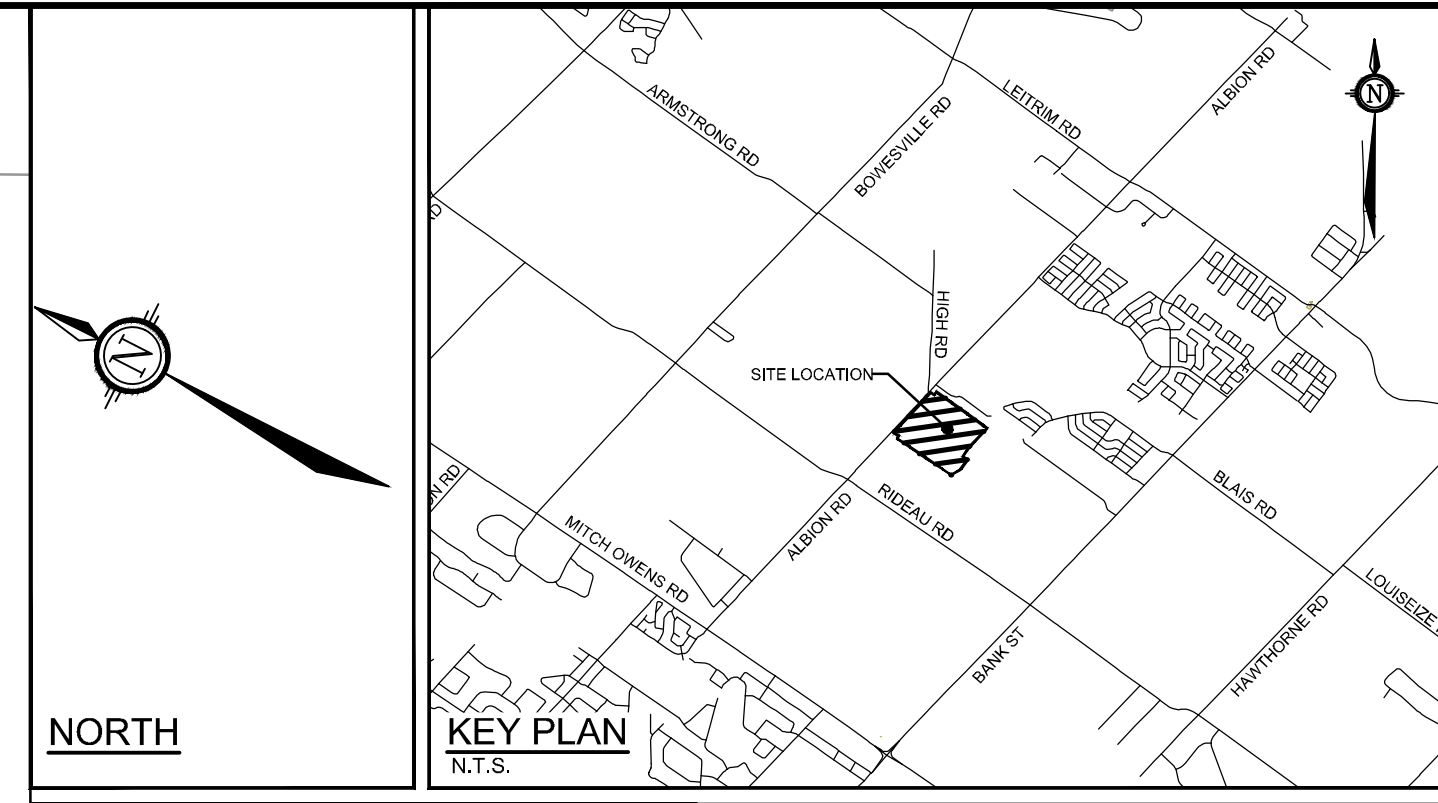 ARMSTRONG RD
BOWESVILLE RD
LEITRIM RD
ALBION RD
N
HIGH RD
SITE LOCATION
N
ALBION RD
RIDEAU RD
MITCH OWENS RD
BLAIS RD
LOUISEIZE
HAWTHORNE RD
BANK ST
NORTH
KEY PLAN
N.T.S.